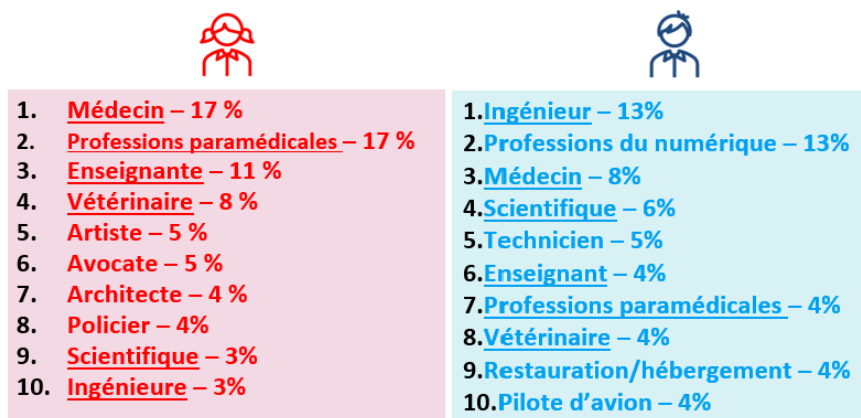 1. Médecin – 17 %
2. Professions paramédicales – 17 %
3. Enseignante – 11 %
4. Vétérinaire – 8 %
5. Artiste – 5 %
6. Avocate – 5 %
7. Architecte – 4 %
8. Policier – 4%
9. Scientifique – 3%
10. Ingénieure – 3%
1.Ingénieur – 13%
2.Professions du numérique – 13%
3.Médecin – 8%
4.Scientifique – 6%
5.Technicien – 5%
6.Enseignant – 4%
7.Professions paramédicales – 4%
8.Vétérinaire – 4%
9.Restauration/hébergement – 4%
10.Pilote d’avion – 4%